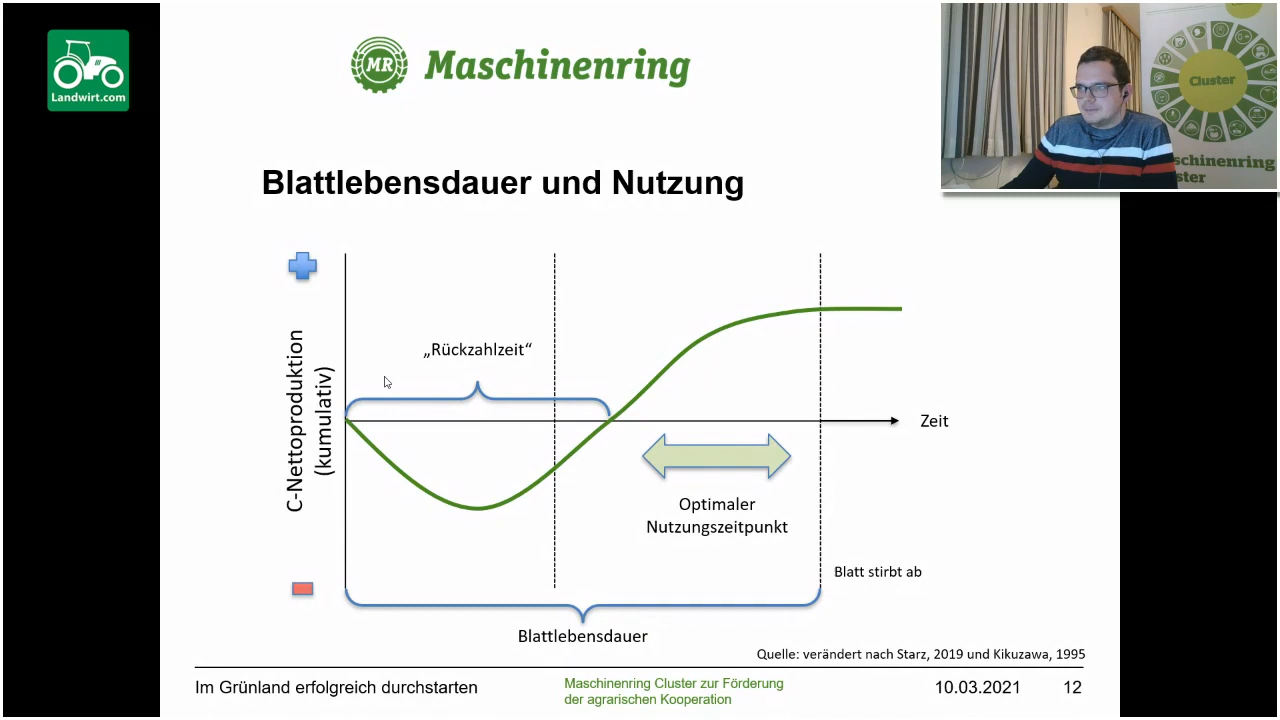 Landwirt.com
MR
Maschinenring
Cluster
schinenring
ster
Blattlebensdauer und Nutzung
C-Nettoproduktion
(kumulativ)
„Rückzahlzeit“
Zeit
Optimaler
Nutzungszeitpunkt
Blatt stirbt ab
Blattlebensdauer
Quelle: verändert nach Starz, 2019 und Kikuzawa, 1995
Im Grünland erfolgreich durchstarten
Maschinenring Cluster zur Förderung
der agrarischen Kooperation
10.03.2021
12